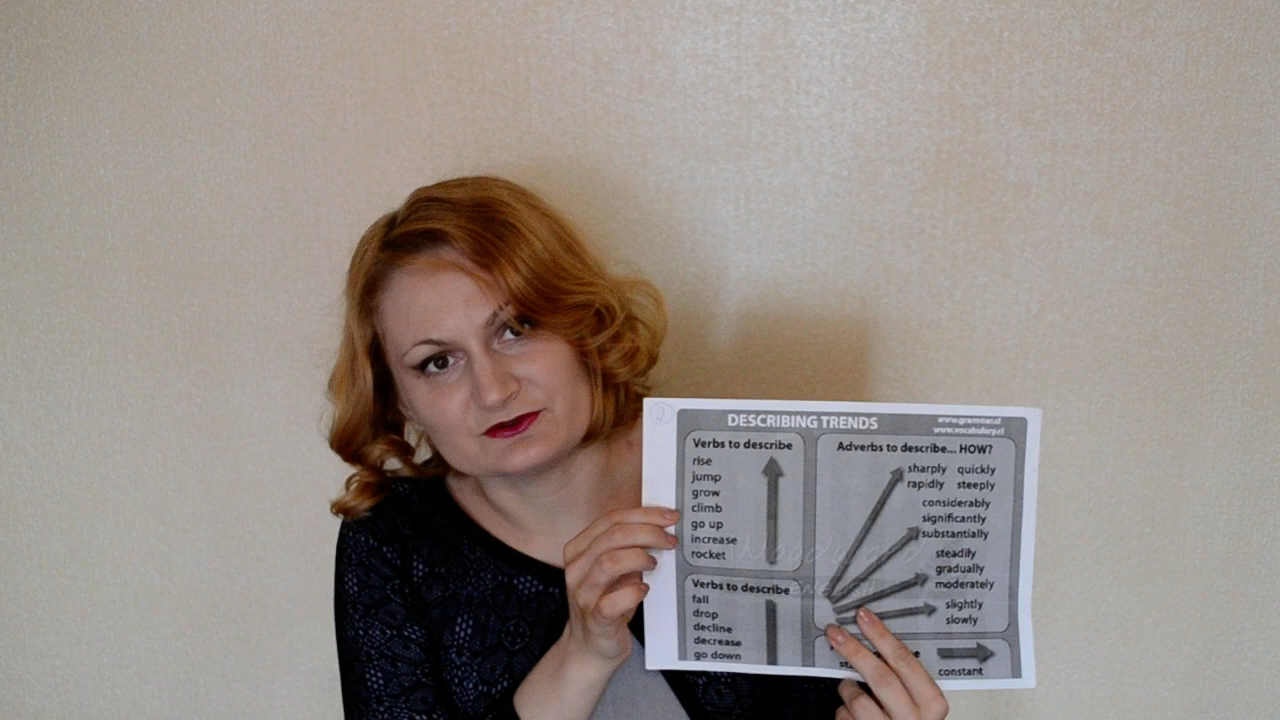 2
DESCRIBING TRENDS
www.grammar.cl
www.vocabulary.cl
Verbs to describe
rise
jump
grow
climb
go up
increase
rocket
Verbs to describe
fall
drop
decline
decrease
go down
Adverbs to describe... HOW?
sharply quickly
rapidly steeply
considerably
significantly
substantially
steadily
gradually
moderately
slightly
slowly
constant